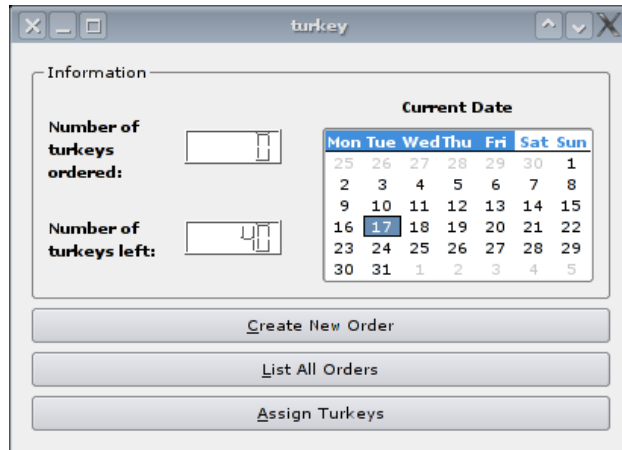 turkey
Information
Number of
turkeys
ordered:
0
Number of
turkeys left:
40
Current Date
Mon Tue Wed Thu Fri Sat Sun
25 26 27 28 29 30 1
2 3 4 5 6 7 8
9 10 11 12 13 14 15
16 17 18 19 20 21 22
23 24 25 26 27 28 29
30 31 1 2 3 4 5
Create New Order
List All Orders
Assign Turkeys